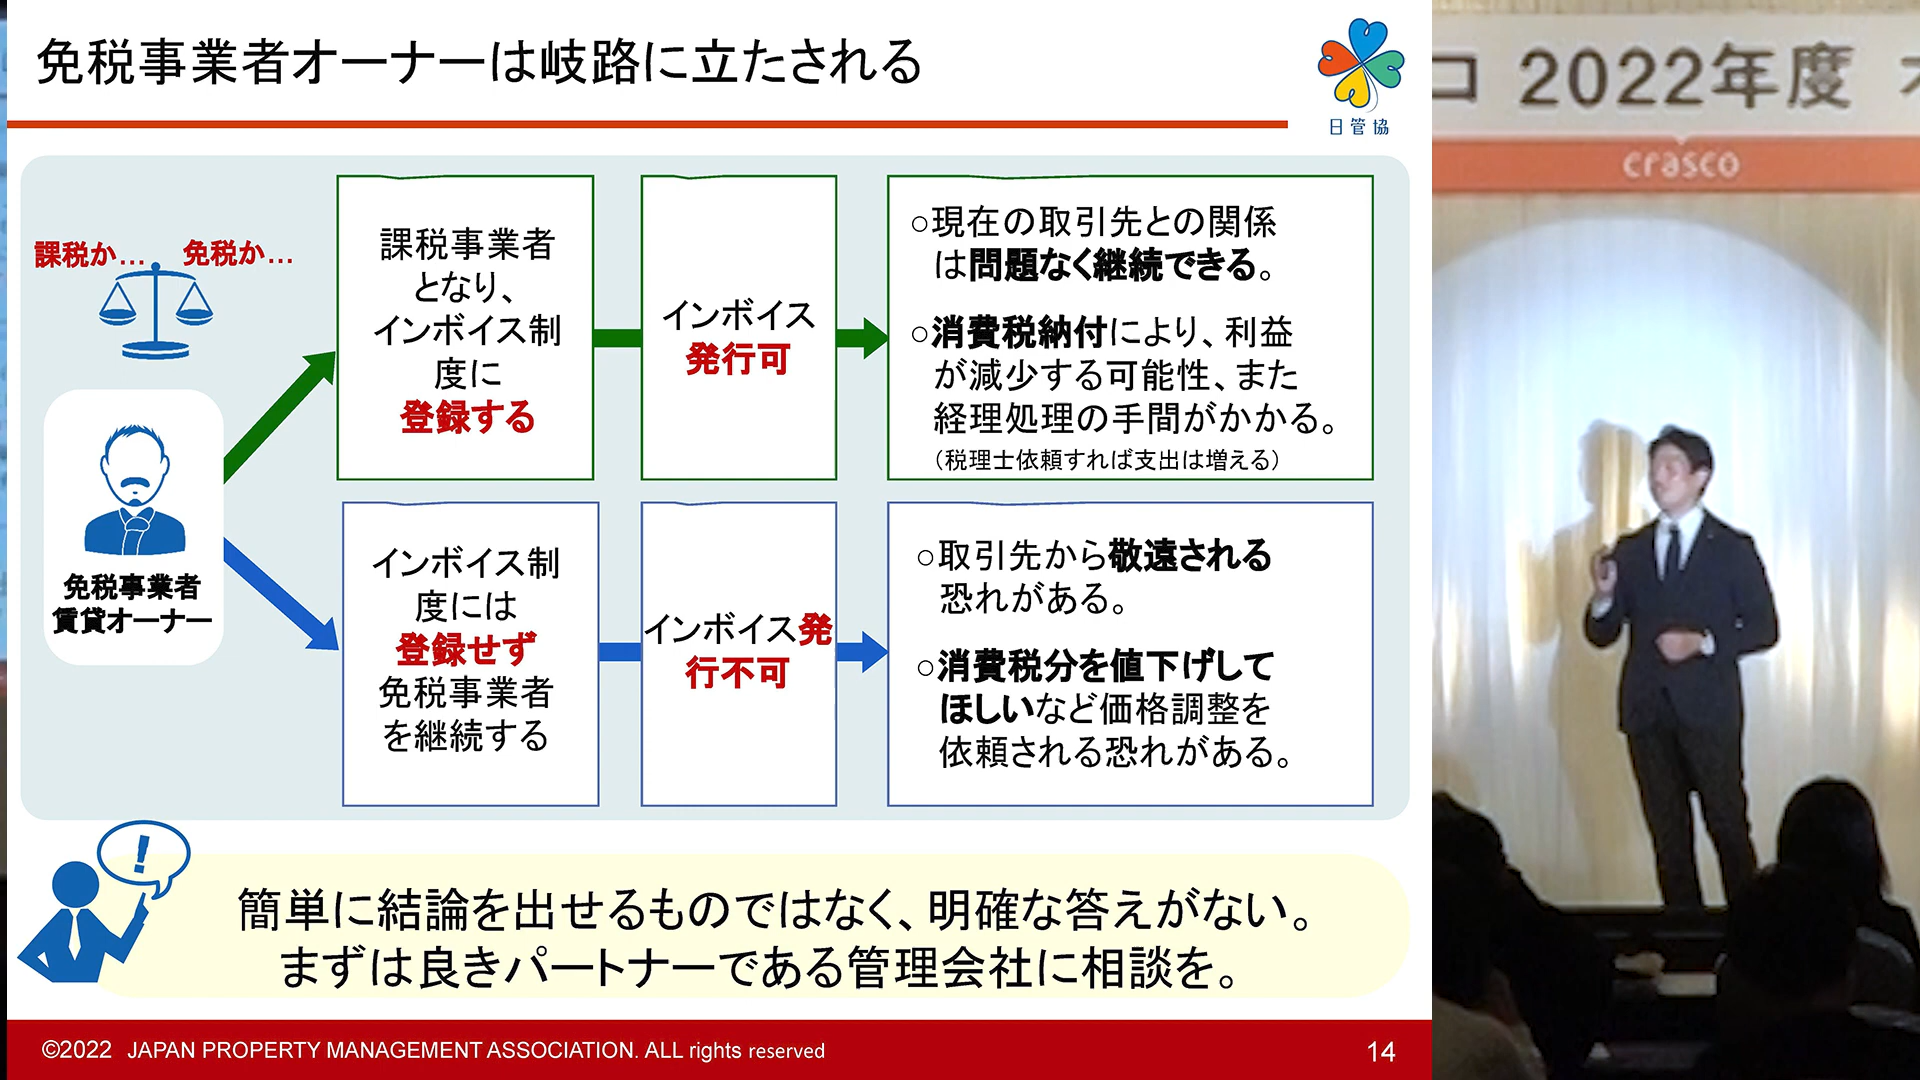 免税事業者オーナーは岐路に立たされる
日管協
課税か…
免税か…
免税事業者
賃貸オーナー
課税事業者
となり、
インボイス制
度に
登録する
インボイス
発行可
○現在の取引先との関係
は問題なく継続できる。
○消費税納付により、利益
が減少する可能性、また
経理処理の手間がかかる。
（税理士依頼すれば支出は増える）
インボイス制
度には
登録せず
免税事業者
を継続する
インボイス発
行不可
○取引先から敬遠される
恐れがある。
○消費税分を値下げして
ほしいなど価格調整を
依頼される恐れがある。
!
簡単に結論を出せるものではなく、明確な答えがない。
まずは良きパートナーである管理会社に相談を。
©2022 JAPAN PROPERTY MANAGEMENT ASSOCIATION. ALL rights reserved
14
コ 2022年度
crasco